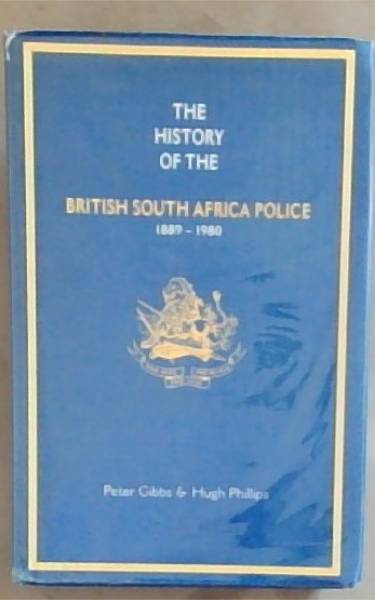 THE
HISTORY
OF THE
BRITISH SOUTH AFRICA POLICE
1889 - 1980
Peter Gibbs & Hugh Phillips